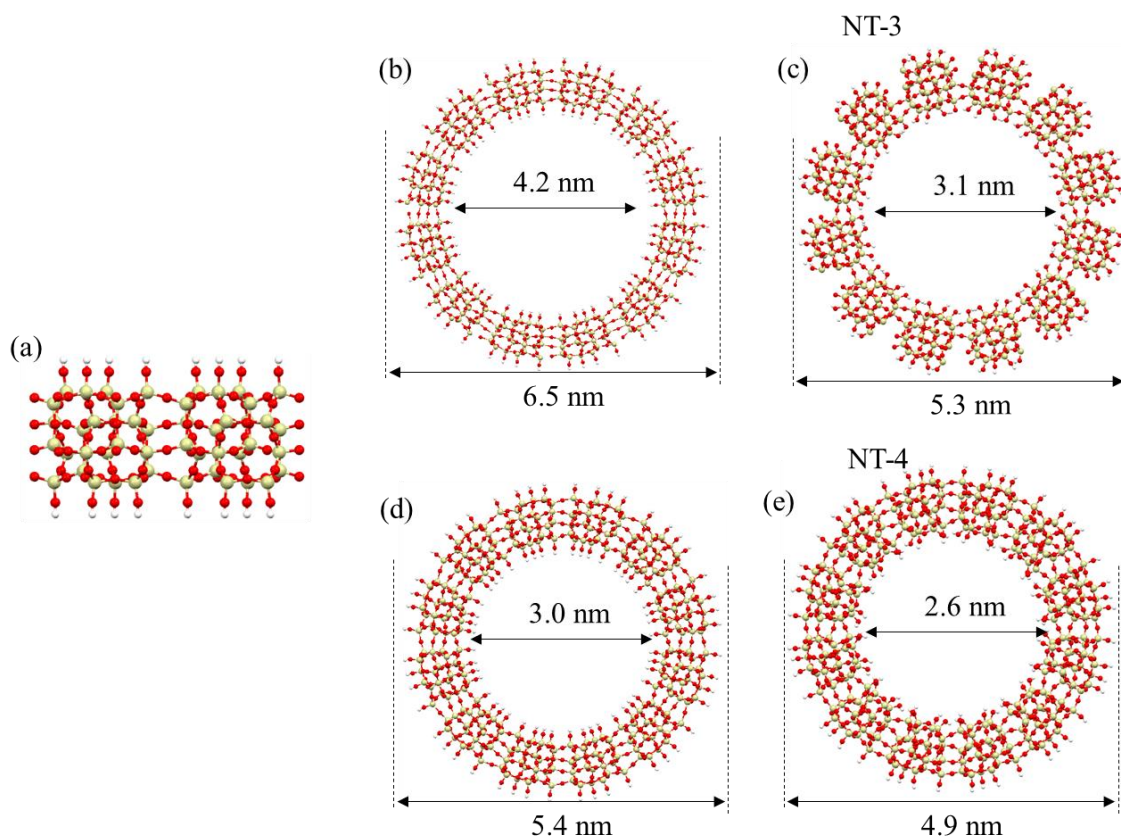 (a)
(b)
4.2 nm
6.5 nm
NT-3
(c)
3.1 nm
5.3 nm
(d)
3.0 nm
5.4 nm
NT-4
(e)
2.6 nm
4.9 nm